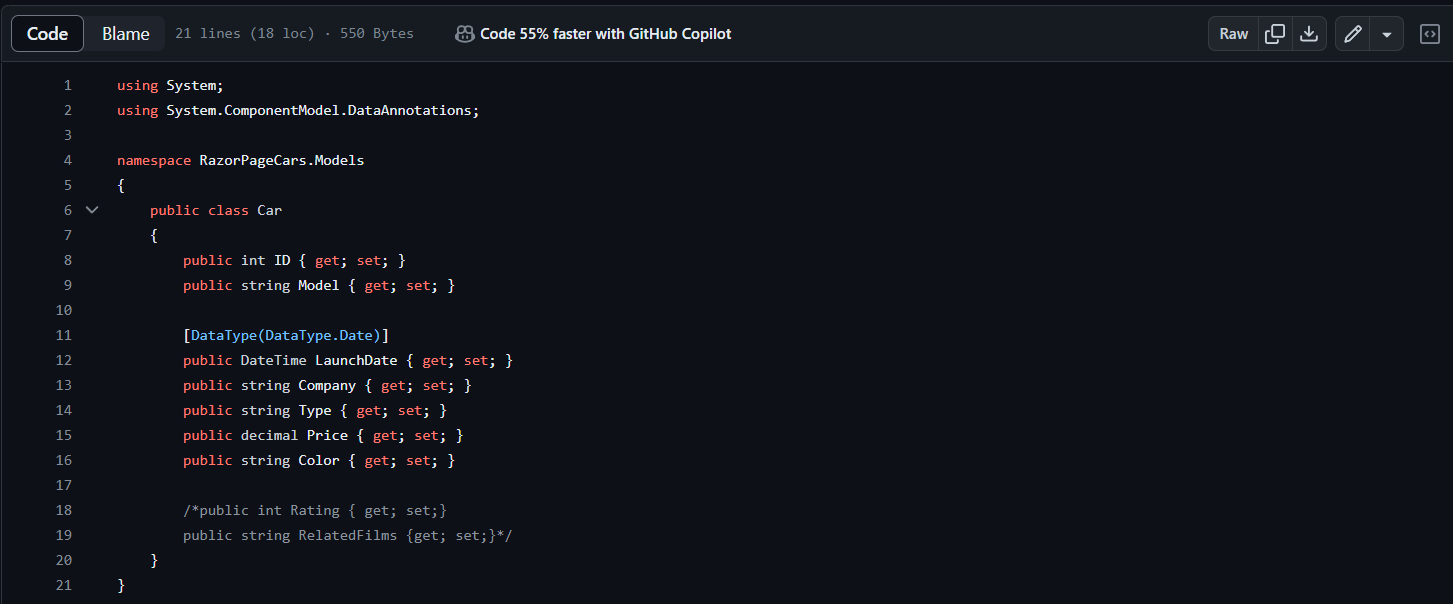 Code Blame 21 lines (18 loc) · 550 Bytes Code 55% faster with GitHub Copilot Raw
1 using System;
2 using System.ComponentModel.DataAnnotations;
3
4 namespace RazorPageCars.Models
5 {
6 public class Car
7 {
8 public int ID { get; set; }
9 public string Model { get; set; }
10
11 [DataType(DataType.Date)]
12 public DateTime LaunchDate { get; set; }
13 public string Company { get; set; }
14 public string Type { get; set; }
15 public decimal Price { get; set; }
16 public string Color { get; set; }
17
18 /*public int Rating { get; set;}
19 public string RelatedFilms {get; set;}*/
20 }
21 }